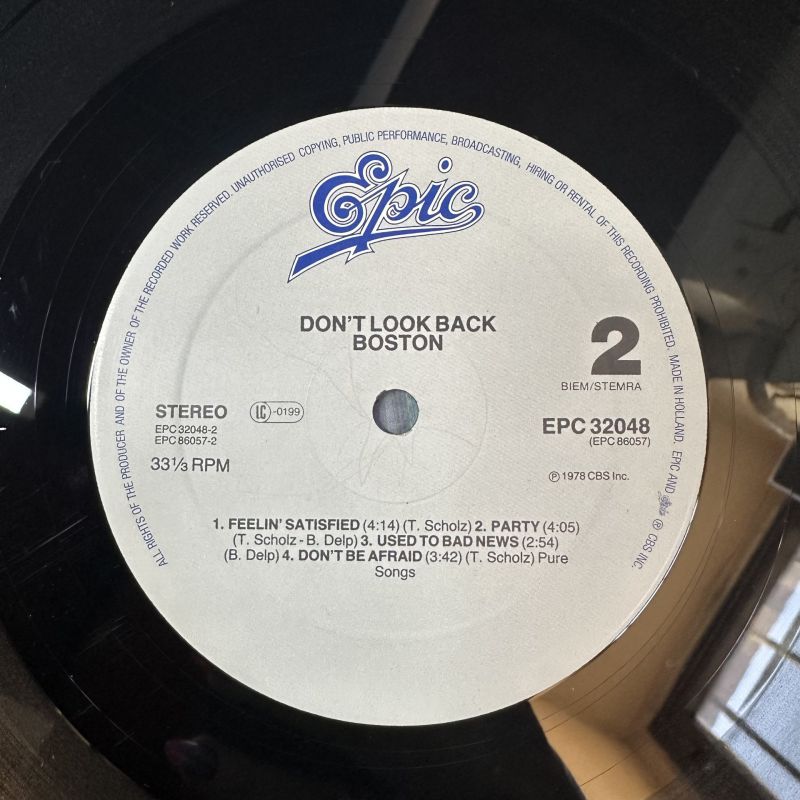 ALL RIGHTS OF THE PRODUCER AND OF THE OWNER OF THE RECORDED WORK RESERVED. UNAUTHORISED COPYING, PUBLIC PERFORMANCE, BROADCASTING, HIRING OR RENTAL OF THIS RECORDING PROHIBITED. MADE IN HOLLAND. EPIC AND Epic ® CBS INC.
Epic
DON'T LOOK BACK
BOSTON
2
BIEM/STEMRA
STEREO
LC-0199
EPC 32048-2
EPC 86057-2
33⅓ RPM
EPC 32048
(EPC 86057)
℗ 1978 CBS Inc.
1. FEELIN' SATISFIED (4:14) (T. Scholz) 2. PARTY (4:05)
(T. Scholz - B. Delp) 3. USED TO BAD NEWS (2:54)
(B. Delp) 4. DON'T BE AFRAID (3:42) (T. Scholz) Pure
Songs